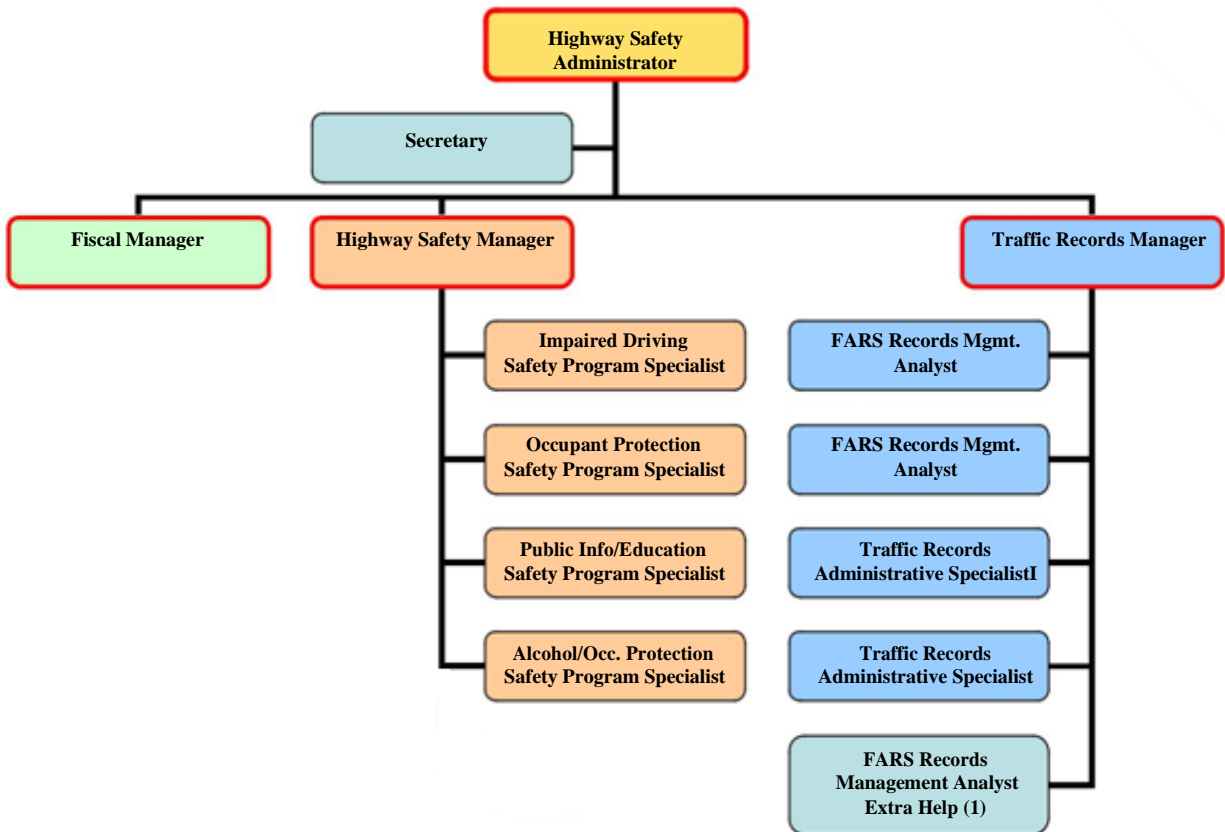 Highway Safety
Administrator
Secretary
Fiscal Manager
Highway Safety Manager
Traffic Records Manager
Impaired Driving
Safety Program Specialist
Occupant Protection
Safety Program Specialist
Public Info/Education
Safety Program Specialist
Alcohol/Occ. Protection
Safety Program Specialist
FARS Records Mgmt.
Analyst
FARS Records Mgmt.
Analyst
Traffic Records
Administrative SpecialistI
Traffic Records
Administrative Specialist
FARS Records
Management Analyst
Extra Help (1)